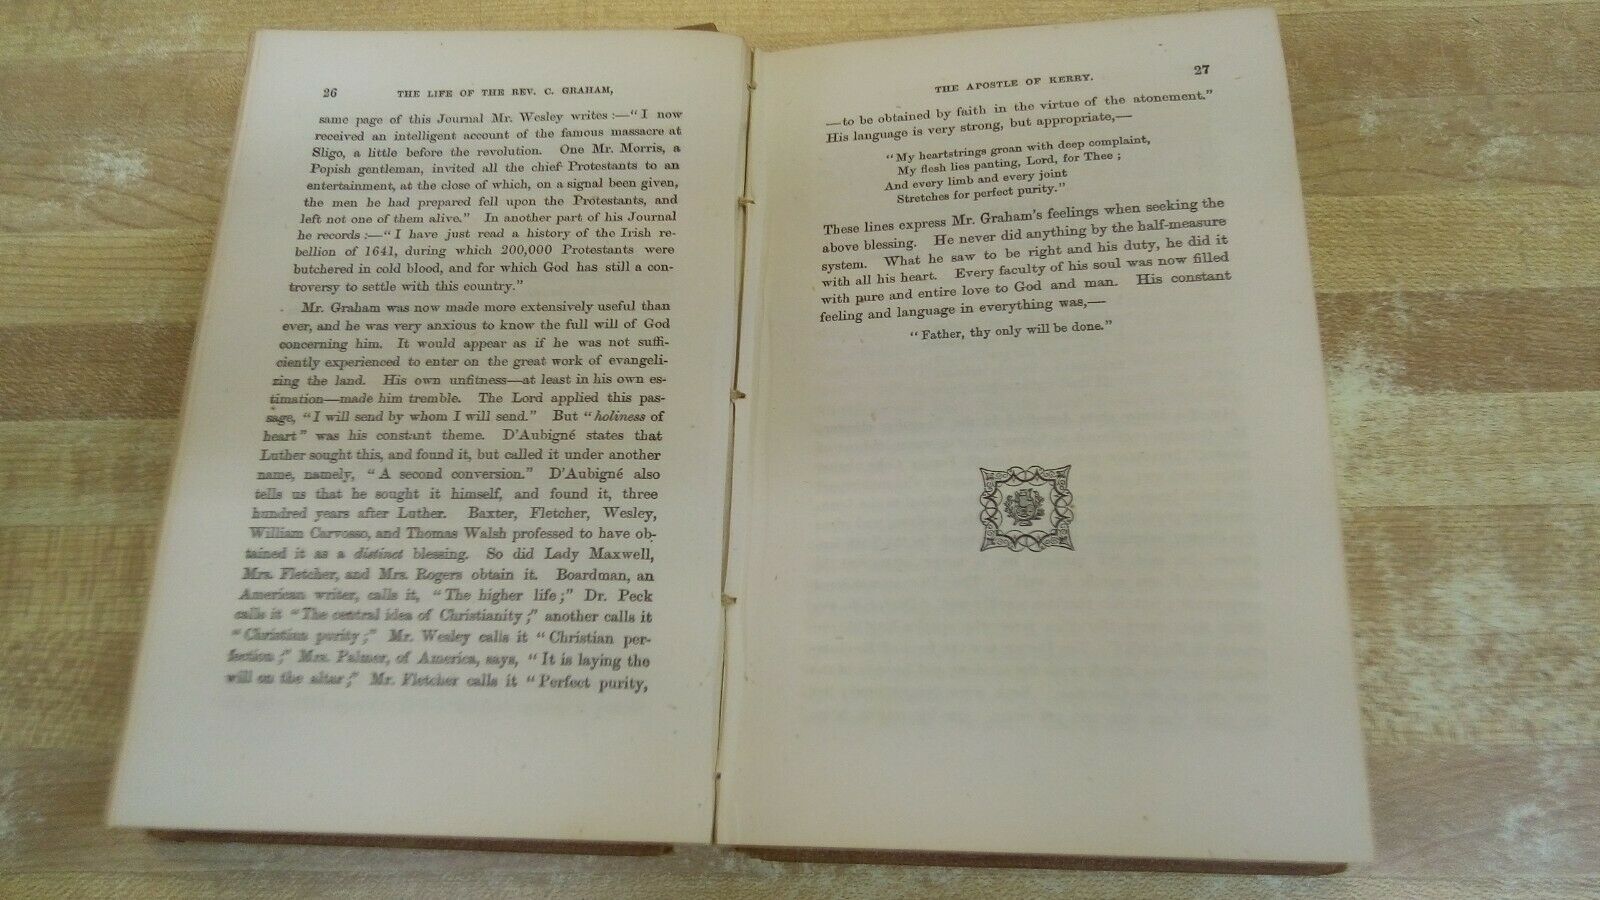 26
THE LIFE OF THE REV. C. GRAHAM,
same page of this Journal Mr. Wesley writes :—"I now
received an intelligent account of the famous massacre at
Sligo, a little before the revolution. One Mr. Morris, a
Popish gentleman, invited all the chief Protestants to an
entertainment, at the close of which, on a signal been given,
the men he had prepared fell upon the Protestants, and
left not one of them alive." In another part of his Journal
he records :—"I have just read a history of the Irish re-
bellion of 1641, during which 200,000 Protestants were
butchered in cold blood, and for which God has still a con-
troversy to settle with this country."
Mr. Graham was now made more extensively useful than
ever, and he was very anxious to know the full will of God
concerning him. It would appear as if he was not suffi-
ciently experienced to enter on the great work of evangeli-
zing the land. His own unfitness—at least in his own es-
timation—made him tremble. The Lord applied this pas-
sage, "I will send by whom I will send." But "holiness of
heart" was his constant theme. D'Aubigné states that
Luther sought this, and found it, but called it under another
name, namely, "A second conversion." D'Aubigné also
tells us that he sought it himself, and found it, three
hundred years after Luther. Baxter, Fletcher, Wesley,
William Carvosso, and Thomas Walsh professed to have ob-
tained it as a distinct blessing. So did Lady Maxwell,
Mrs. Fletcher, and Mrs. Rogers obtain it. Boardman, an
American writer, calls it, "The higher life;" Dr. Peck
calls it "The central idea of Christianity;" another calls it
"Christian purity;" Mr. Wesley calls it "Christian per-
fection;" Mrs. Palmer, of America, says, "It is laying the
will on the altar;" Mr. Fletcher calls it "Perfect purity,
THE APOSTLE OF KERRY.
27
—to be obtained by faith in the virtue of the atonement."
His language is very strong, but appropriate,—
"My heartstrings groan with deep complaint,
My flesh lies panting, Lord, for Thee ;
And every limb and every joint
Stretches for perfect purity."
These lines express Mr. Graham's feelings when seeking the
above blessing. He never did anything by the half-measure
system. What he saw to be right and his duty, he did it
with all his heart. Every faculty of his soul was now filled
with pure and entire love to God and man. His constant
feeling and language in everything was,—
"Father, thy only will be done."